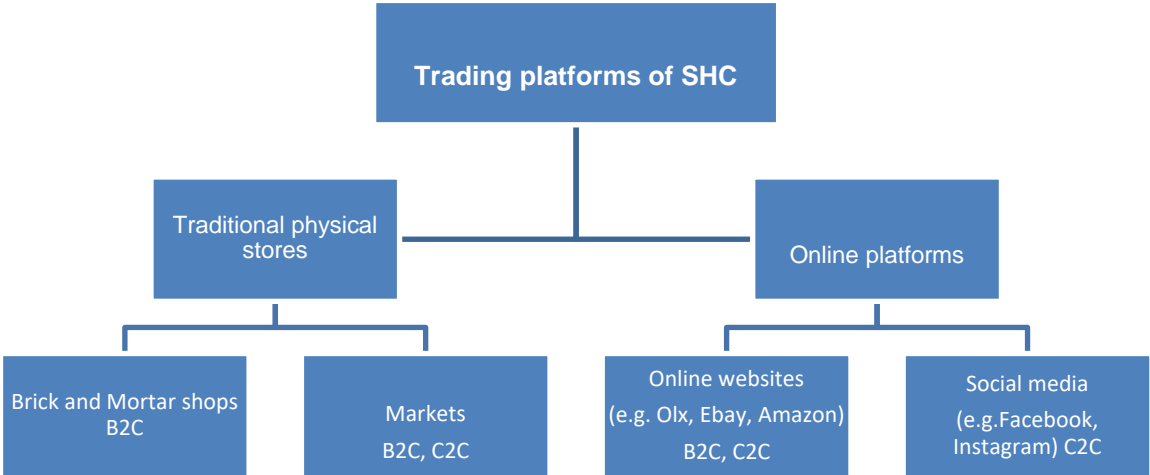 Trading platforms of SHC
Traditional physical
stores
Online platforms
Brick and Mortar shops
B2C
Markets
B2C, C2C
Online websites
(e.g. Olx, Ebay, Amazon)
B2C, C2C
Social media
(e.g.Facebook,
Instagram) C2C